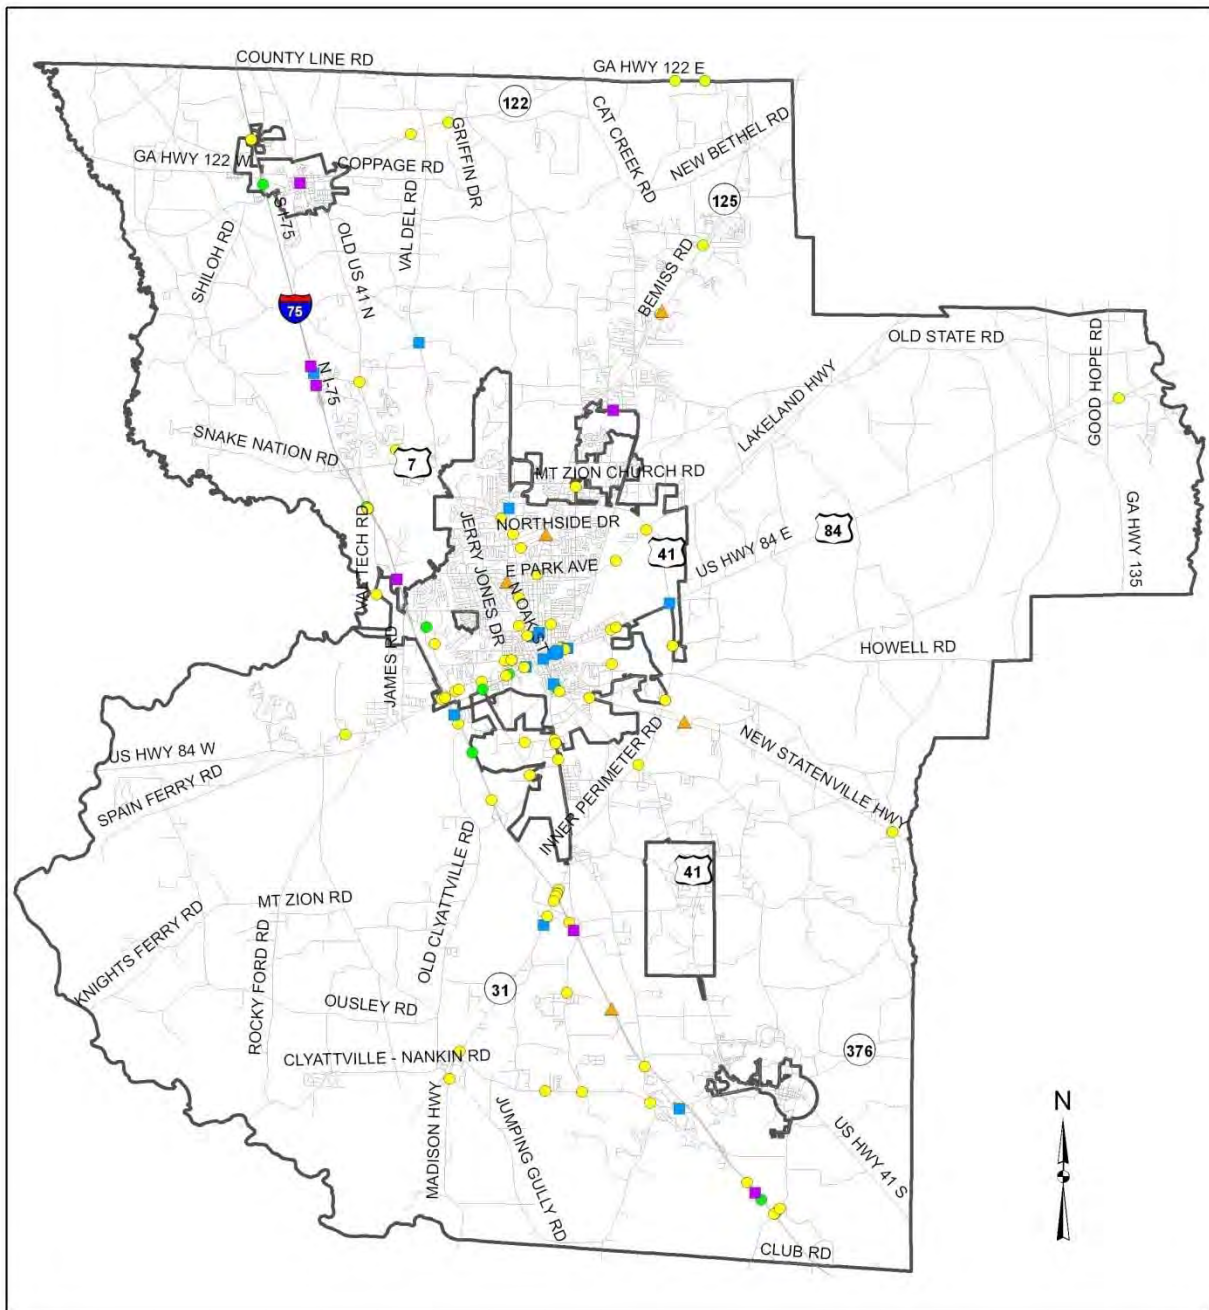 COUNTY LINE RD
GA HWY 122 E
122
CAT CREEK RD
NEW BETHEL RD
GRIFFIN DR
GA HWY 122 W
COPPAGE RD
125
S I-75
VAL DEL RD
SHILOH RD
OLD US 41 N
BEMISS RD
75
OLD STATE RD
GOOD HOPE RD
N I-75
LAKELAND HWY
SNAKE NATION RD
7
MT ZION CHURCH RD
NORTHSIDE DR
JERRY JONES DR
VAL TECH RD
84
GA HWY 135
41
US HWY 84 E
E PARK AVE
N OAK ST
JAMES RD
HOWELL RD
US HWY 84 W
SPAIN FERRY RD
INNER PERIMETER RD
NEW STATENVILLE HWY
OLD CLYATTVILLE RD
41
MT ZION RD
KNIGHTS FERRY RD
ROCKY FORD RD
31
OUSLEY RD
CLYATTVILLE - NANKIN RD
376
MADISON HWY
JUMPING GULLY RD
US HWY 41 S
N
CLUB RD